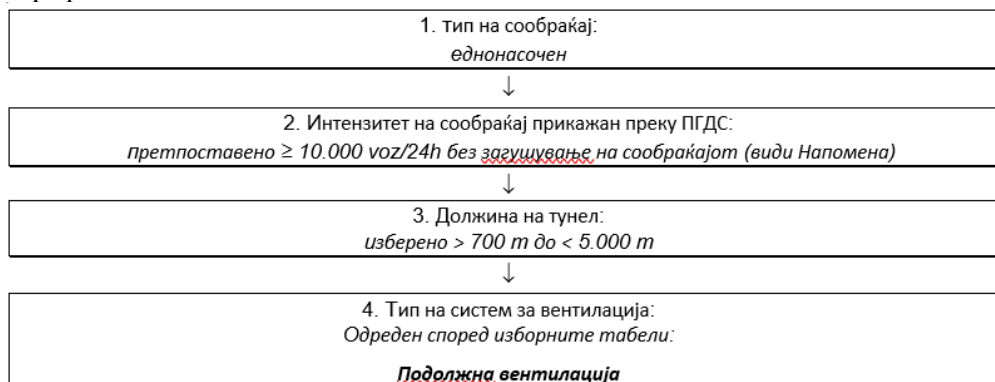 1. тип на сообраќај:
еднонасочен
↓
2. Интензитет на сообраќај прикажан преку ПГДС:
претпоставено ≥ 10.000 voz/24h без загушување на сообраќајот (види Напомена)
↓
3. Должина на тунел:
изберено > 700 m до < 5.000 m
↓
4. Тип на систем за вентилација:
Одреден според изборните табели:
Подолжна вентилација